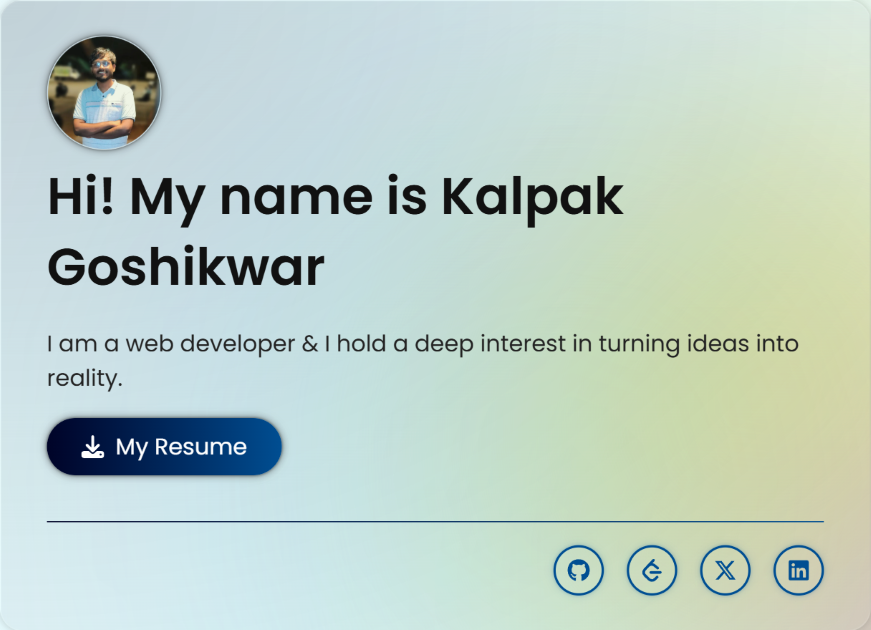 Hi! My name is Kalpak
Goshikwar
I am a web developer & I hold a deep interest in turning ideas into
reality.
My Resume